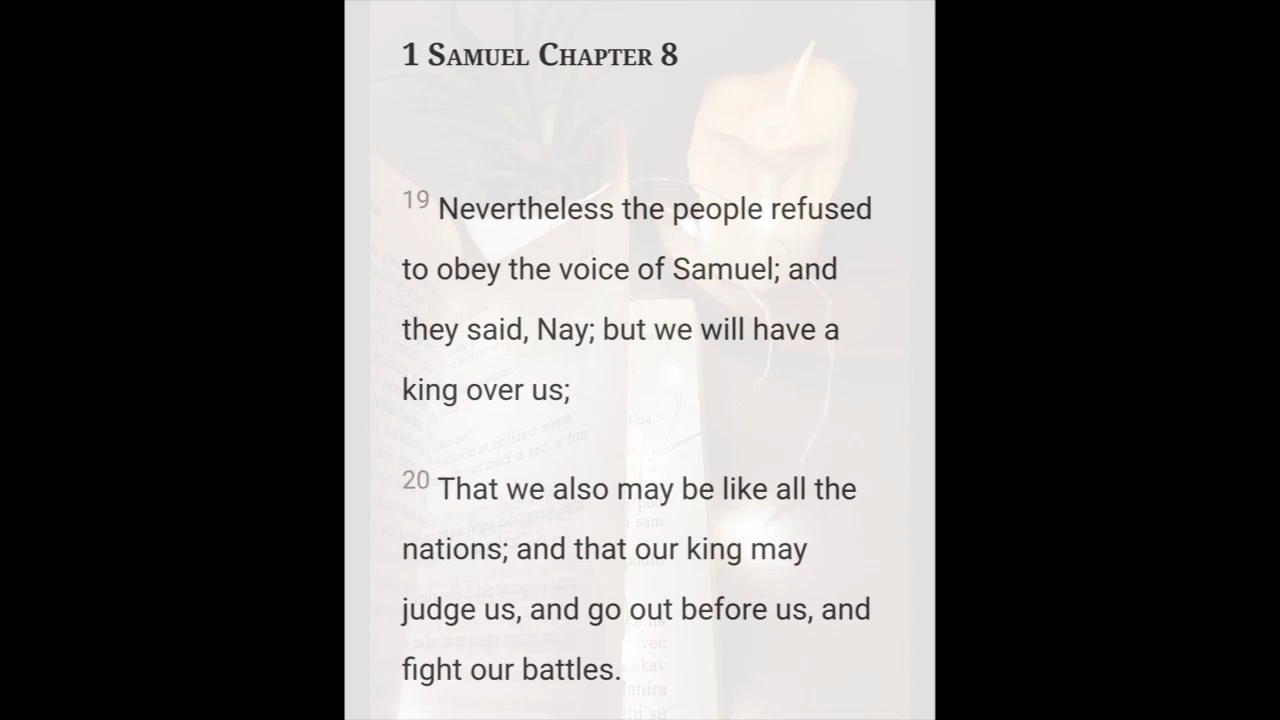 1 Samuel Chapter 8
19 Nevertheless the people refused
to obey the voice of Samuel; and
they said, Nay; but we will have a
king over us;
20 That we also may be like all the
nations; and that our king may
judge us, and go out before us, and
fight our battles.